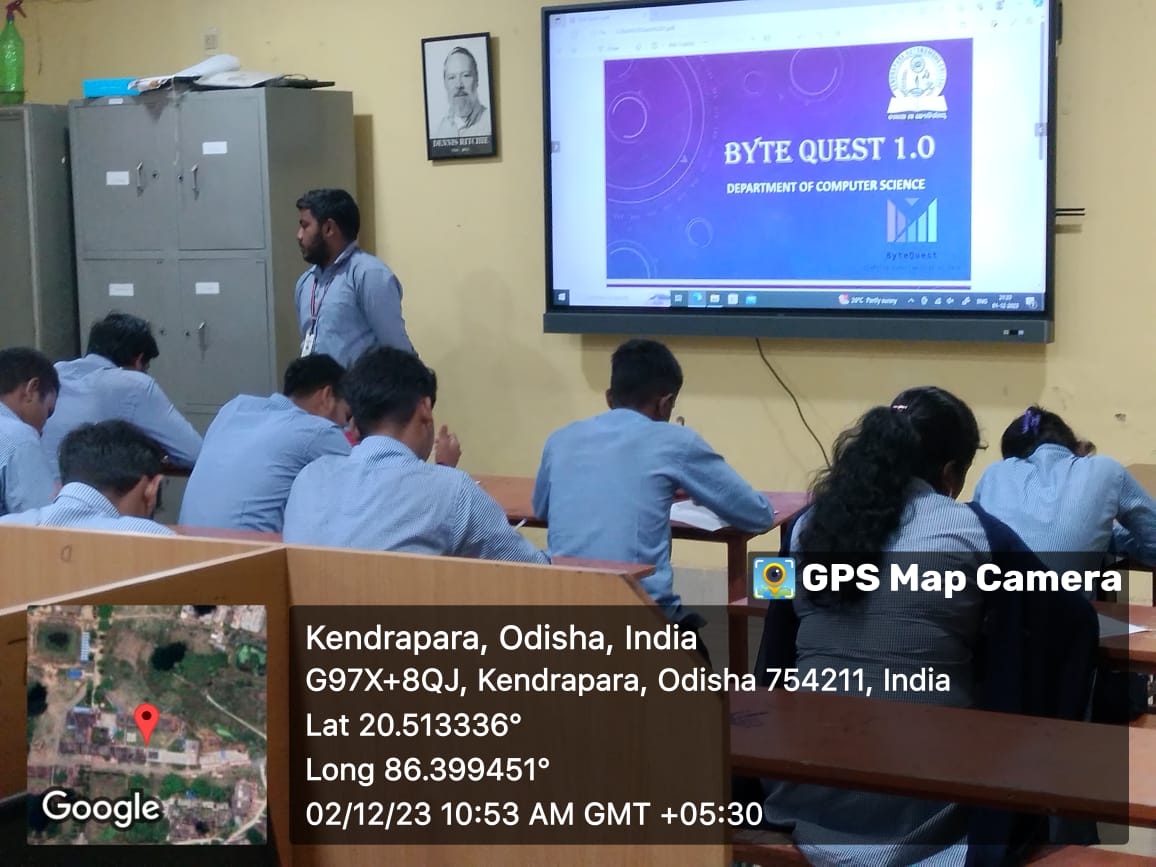 DENNIS RITCHIE
BYTE QUEST 1.0
DEPARTMENT OF COMPUTER SCIENCE
ByteQuest
26°C Partly sunny
ENG
GPS Map Camera
Kendrapara, Odisha, India
G97X+8QJ, Kendrapara, Odisha 754211, India
Lat 20.513336°
Long 86.399451°
02/12/23 10:53 AM GMT +05:30
Google